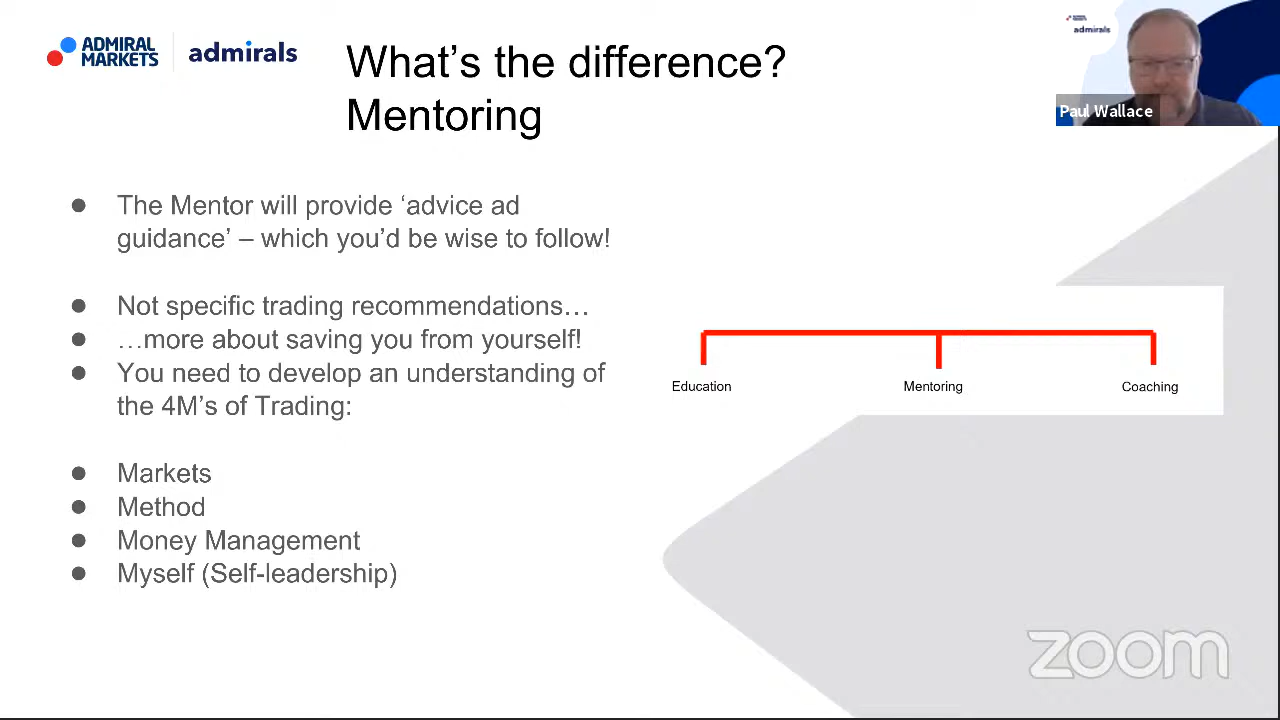 ADMIRAL
MARKETS
admirals
What’s the difference?
Mentoring
admirals
Paul Wallace
● The Mentor will provide ‘advice ad
guidance’ – which you’d be wise to follow!
● Not specific trading recommendations…
● …more about saving you from yourself!
● You need to develop an understanding of
the 4M’s of Trading:
● Markets
● Method
● Money Management
● Myself (Self-leadership)
Education Mentoring Coaching
zoom